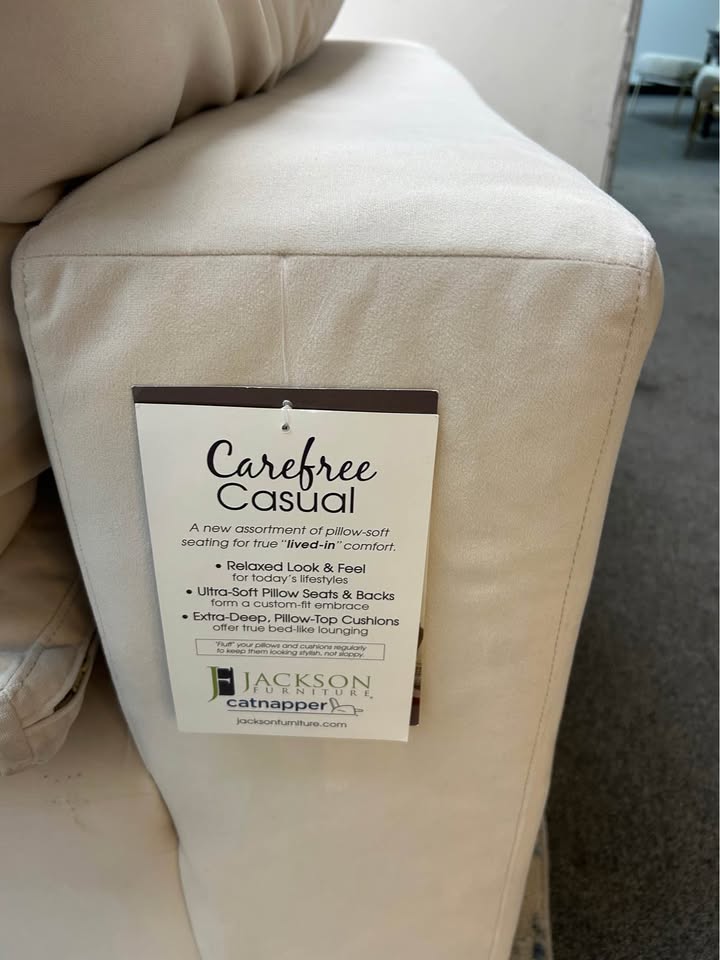 Carefree
Casual
A new assortment of pillow-soft
seating for true "lived-in" comfort.
• Relaxed Look & Feel
for today's lifestyles
• Ultra-Soft Pillow Seats & Backs
form a custom-fit embrace
• Extra-Deep, Pillow-Top Cushions
offer true bed-like lounging
"Fluff" your pillows and cushions regularly
to keep them looking stylish, not sloppy.
JF JACKSON
FURNITURE®
catnapper
jacksonfurniture.com